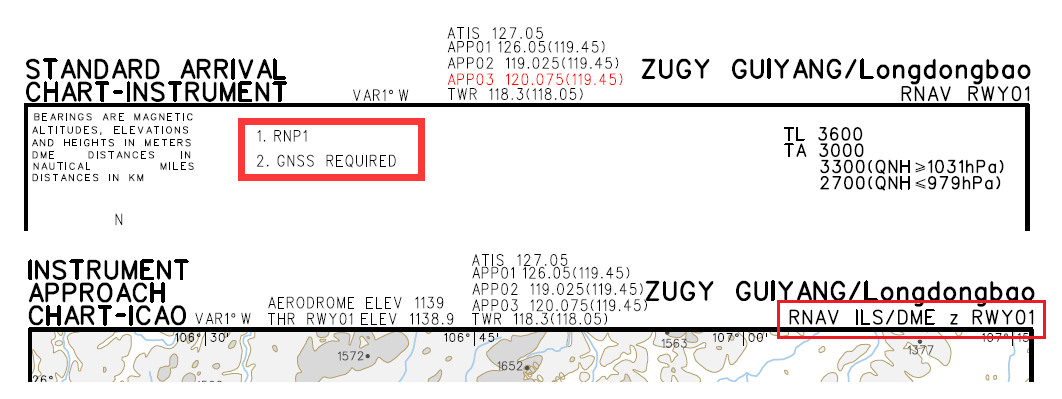 ATIS 127.05
APP01 126.05(119.45)
APP02 119.025(119.45)
APP03 120.075(119.45)
TWR 118.3(118.05)
STANDARD ARRIVAL
CHART-INSTRUMENT
VAR1° W
ZUGY GUIYANG/Longdongbao
RNAV RWY01
BEARINGS ARE MAGNETIC
ALTITUDES, ELEVATIONS
AND HEIGHTS IN METERS
DME DISTANCES IN
NAUTICAL MILES
DISTANCES IN KM
1. RNP1
2. GNSS REQUIRED
TL 3600
TA 3000
3300(QNH≥1031hPa)
2700(QNH≤979hPa)
N
INSTRUMENT
APPROACH
CHART-ICAO
VAR1° W
AERODROME ELEV 1139
THR RWY01 ELEV 1138.9
ATIS 127.05
APP01 126.05(119.45)
APP02 119.025(119.45)
APP03 120.075(119.45)
TWR 118.3(118.05)
ZUGY GUIYANG/Longdongbao
RNAV ILS/DME z RWY01
106° 30'
106° 45'
107° 00'
1572
1652
1563
1377
26°